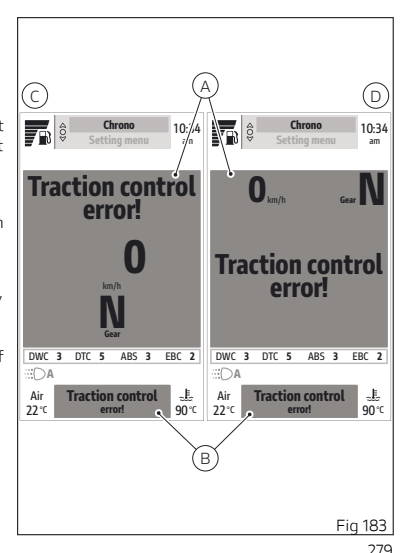 C
A
D
Chrono
Setting menu
10:34
am
Traction control
error!
0
km/h
N
Gear
DWC 3 DTC 5 ABS 3 EBC 2
A
Air
22 °C
Traction control
error!
90 °C
Chrono
Setting menu
10:34
am
0 km/h
Gear N
Traction control
error!
DWC 3 DTC 5 ABS 3 EBC 2
A
Air
22 °C
Traction control
error!
90 °C
B
Fig 183
279